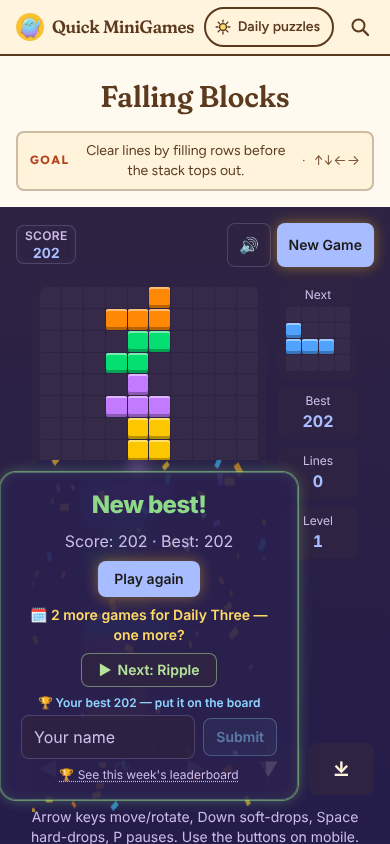 Quick MiniGames
Daily puzzles
Falling Blocks
GOAL
Clear lines by filling rows before
the stack tops out.
· ↑↓←→
SCORE
202
New Game
Next
Best
202
Lines
0
Level
1
New best!
Score: 202 · Best: 202
Play again
🗓️ 2 more games for Daily Three —
one more?
▶ Next: Ripple
🏆 Your best 202 — put it on the board
Your name
Submit
🏆 See this week's leaderboard
Arrow keys move/rotate, Down soft-drops, Space
hard-drops, P pauses. Use the buttons on mobile.